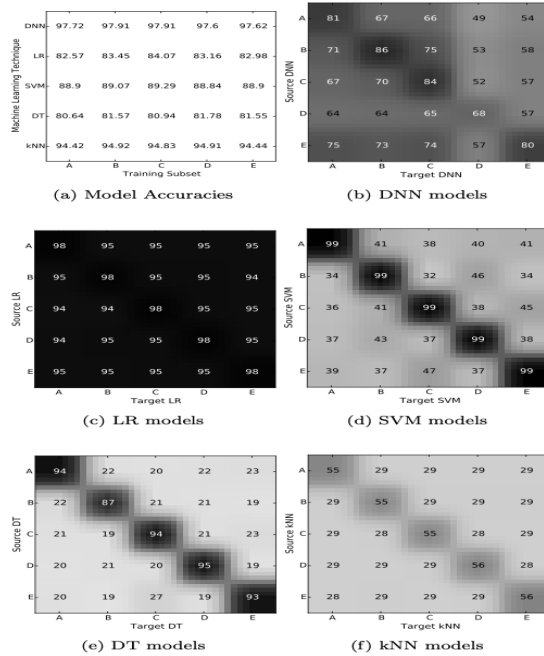 DNN 97.72 97.91 97.91 97.6 97.62
LR 82.57 83.45 84.07 83.16 82.98
SVM 88.9 89.07 89.29 88.84 88.9
DT 80.64 81.57 80.94 81.78 81.55
kNN 94.42 94.92 94.83 94.91 94.44
A B C D E
Machine Learning Technique
Training Subset
(a) Model Accuracies
A 81 67 66 49 54
B 71 86 75 53 58
C 67 70 84 52 57
D 64 64 65 68 57
E 75 73 74 57 80
A B C D E
Source DNN
Target DNN
(b) DNN models
A 98 95 95 95 95
B 95 98 95 95 94
C 94 94 98 95 95
D 94 95 95 98 95
E 95 95 95 95 98
A B C D E
Source LR
Target LR
(c) LR models
A 99 41 38 40 41
B 34 99 32 46 34
C 36 41 99 38 45
D 37 43 37 99 38
E 39 37 47 37 99
A B C D E
Source SVM
Target SVM
(d) SVM models
A 94 22 20 22 23
B 22 87 21 21 19
C 21 19 94 21 23
D 20 21 20 95 19
E 20 19 27 19 93
A B C D E
Source DT
Target DT
(e) DT models
A 55 29 29 29 29
B 29 55 29 29 29
C 29 28 55 28 29
D 29 29 29 56 29
E 28 29 29 29 56
A B C D E
Source kNN
Target kNN
(f) kNN models